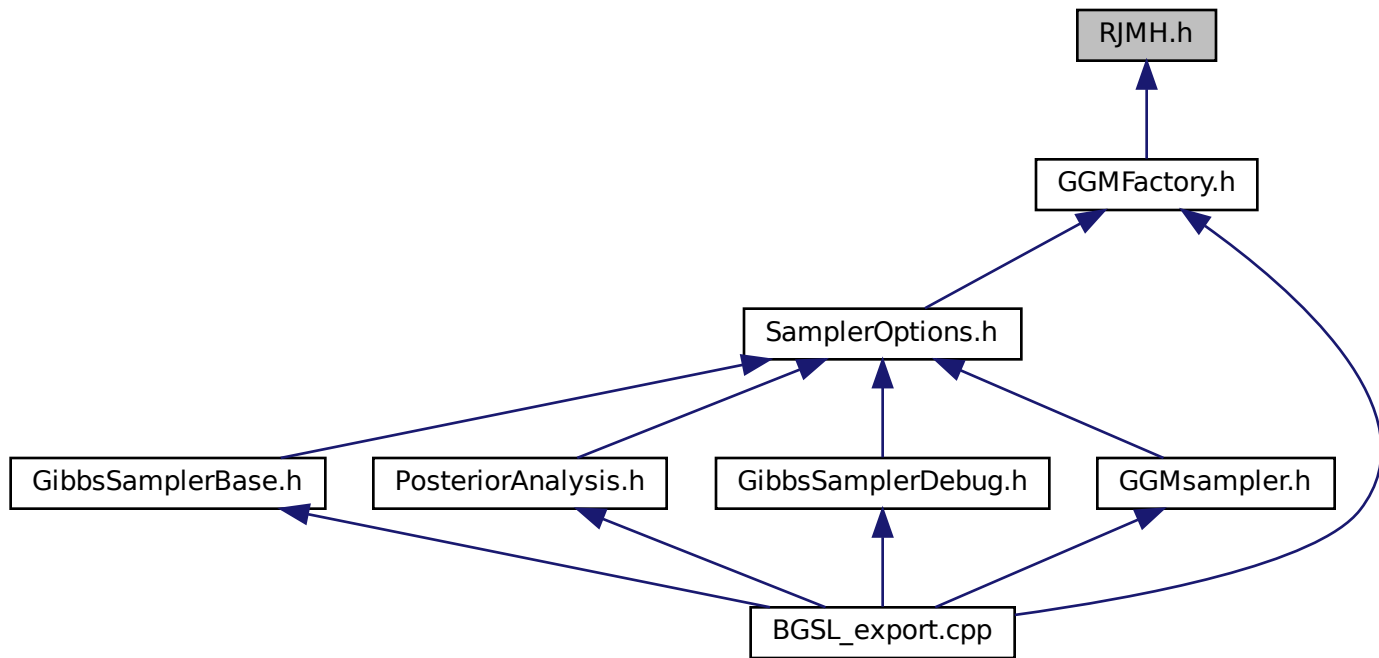 RJMH.h
GGMFactory.h
SamplerOptions.h
GibbsSamplerBase.h
PosteriorAnalysis.h
GibbsSamplerDebug.h
GGMsampler.h
BGSL_export.cpp